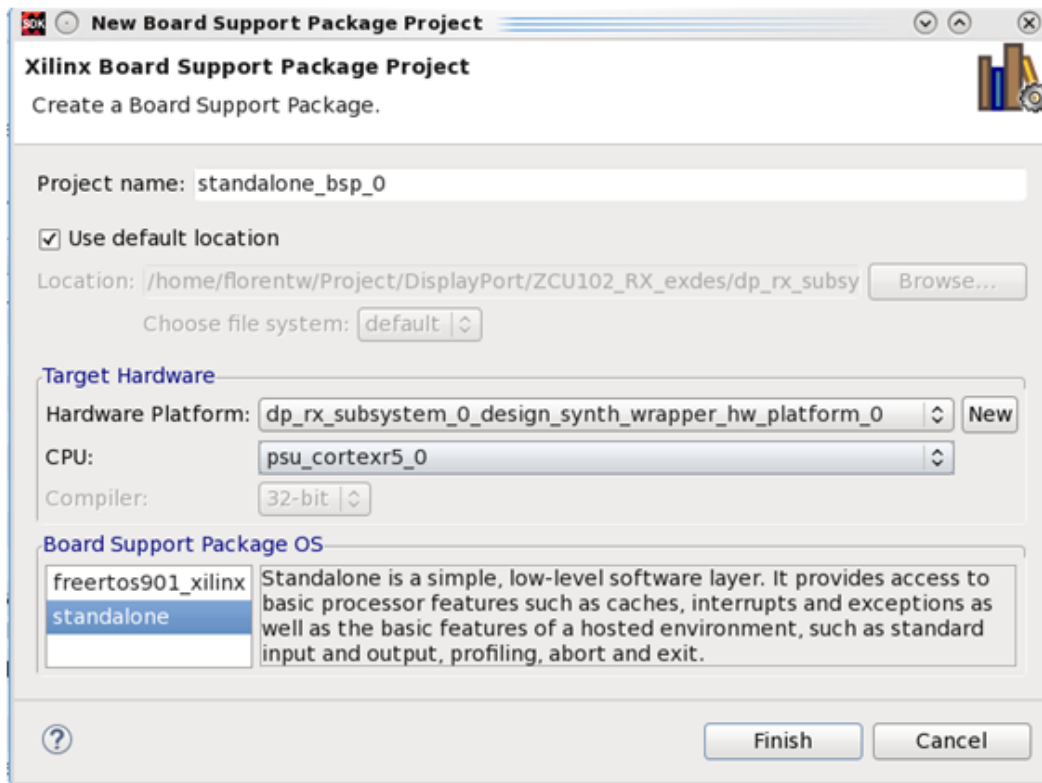 SDK New Board Support Package Project
Xilinx Board Support Package Project
Create a Board Support Package.
Project name: standalone_bsp_0
Use default location
Location: /home/florentw/Project/DisplayPort/ZCU102_RX_exdes/dp_rx_subsy Browse...
Choose file system: default
Target Hardware
Hardware Platform: dp_rx_subsystem_0_design_synth_wrapper_hw_platform_0 New
CPU: psu_cortexr5_0
Compiler: 32-bit
Board Support Package OS
freertos901_xilinx
standalone
Standalone is a simple, low-level software layer. It provides access to
basic processor features such as caches, interrupts and exceptions as
well as the basic features of a hosted environment, such as standard
input and output, profiling, abort and exit.
? Finish Cancel